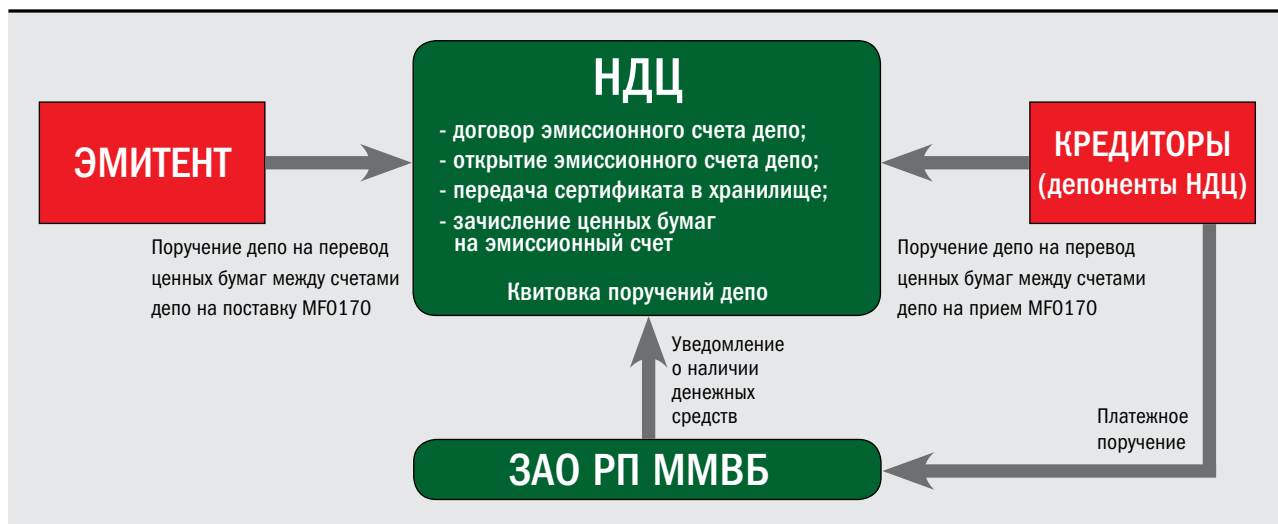 НДЦ
- договор эмиссионного счета депо;
- открытие эмиссионного счета депо;
- передача сертификата в хранилище;
- зачисление ценных бумаг
на эмиссионный счет
Квитовка поручений депо
ЭМИТЕНТ
Поручение депо на перевод
ценных бумаг между счетами
депо на поставку MF0170
КРЕДИТОРЫ
(депоненты НДЦ)
Поручение депо на перевод
ценных бумаг между счетами
депо на прием MF0170
Уведомление
о наличии
денежных
средств
Платежное
поручение
ЗАО РП ММВБ